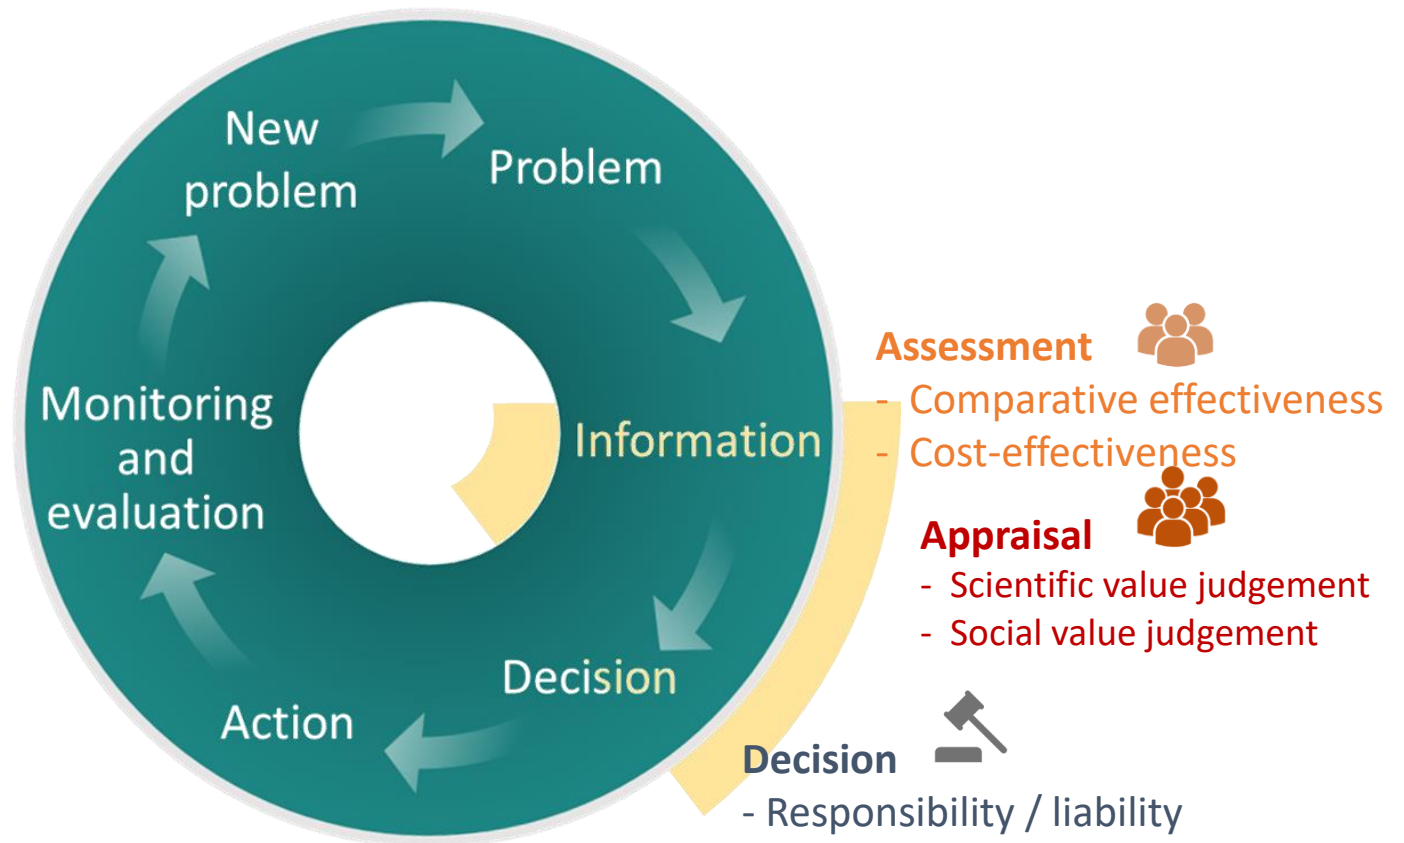 New
problem
Problem
Information
Decision
Action
Monitoring
and
evaluation
Assessment
- Comparative effectiveness
- Cost-effectiveness
Appraisal
- Scientific value judgement
- Social value judgement
Decision
- Responsibility / liability